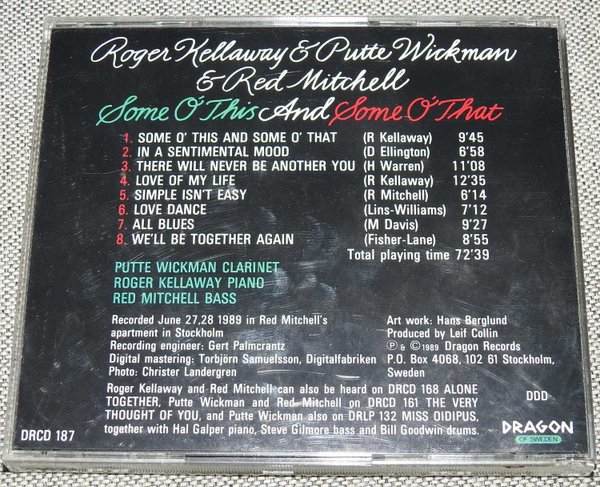 Roger Kellaway & Putte Wickman
& Red Mitchell
Some O'This And Some O'That
1. SOME O' THIS AND SOME O' THAT (R Kellaway) 9'45
2. IN A SENTIMENTAL MOOD (D Ellington) 6'58
3. THERE WILL NEVER BE ANOTHER YOU (H Warren) 11'08
4. LOVE OF MY LIFE (R Kellaway) 12'35
5. SIMPLE ISN'T EASY (R Mitchell) 6'14
6. LOVE DANCE (Lins-Williams) 7'12
7. ALL BLUES (M Davis) 9'27
8. WE'LL BE TOGETHER AGAIN (Fisher-Lane) 8'55
Total playing time 72'39
PUTTE WICKMAN CLARINET
ROGER KELLAWAY PIANO
RED MITCHELL BASS
Recorded June 27,28 1989 in Red Mitchell's
apartment in Stockholm
Recording engineer: Gert Palmcrantz
Digital mastering: Torbjörn Samuelsson, Digitalfabriken
Photo: Christer Landergren
Art work: Hans Berglund
Produced by Leif Collin
℗ & ©1989 Dragon Records
P.O. Box 4068, 102 61 Stockholm,
Sweden
Roger Kellaway and Red Mitchell can also be heard on DRCD 168 ALONE
TOGETHER, Putte Wickman and Red Mitchell on DRCD 161 THE VERY
THOUGHT OF YOU, and Putte Wickman also on DRLP 132 MISS OIDIPUS,
together with Hal Galper piano, Steve Gilmore bass and Bill Goodwin drums.
DRCD 187
DDD
DRAGON
OF SWEDEN